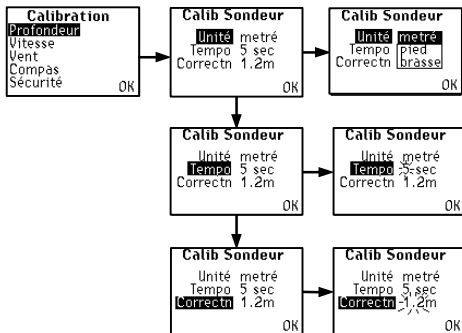 Calibration
Profondeur
Vitesse
Vent
Compas
Sécurité
OK
Calib Sondeur
Unité metré
Tempo 5 sec
Correctn 1.2m
OK
Calib Sondeur
Unité metré
Tempo pied
Correctn brasse
OK
Calib Sondeur
Unité metré
Tempo 5 sec
Correctn 1.2m
OK
Calib Sondeur
Unité metré
Tempo 5 sec
Correctn 1.2m
OK
Calib Sondeur
Unité metré
Tempo 5 sec
Correctn 1.2m
OK
Calib Sondeur
Unité metré
Tempo 5 sec
Correctn 1.2m
OK